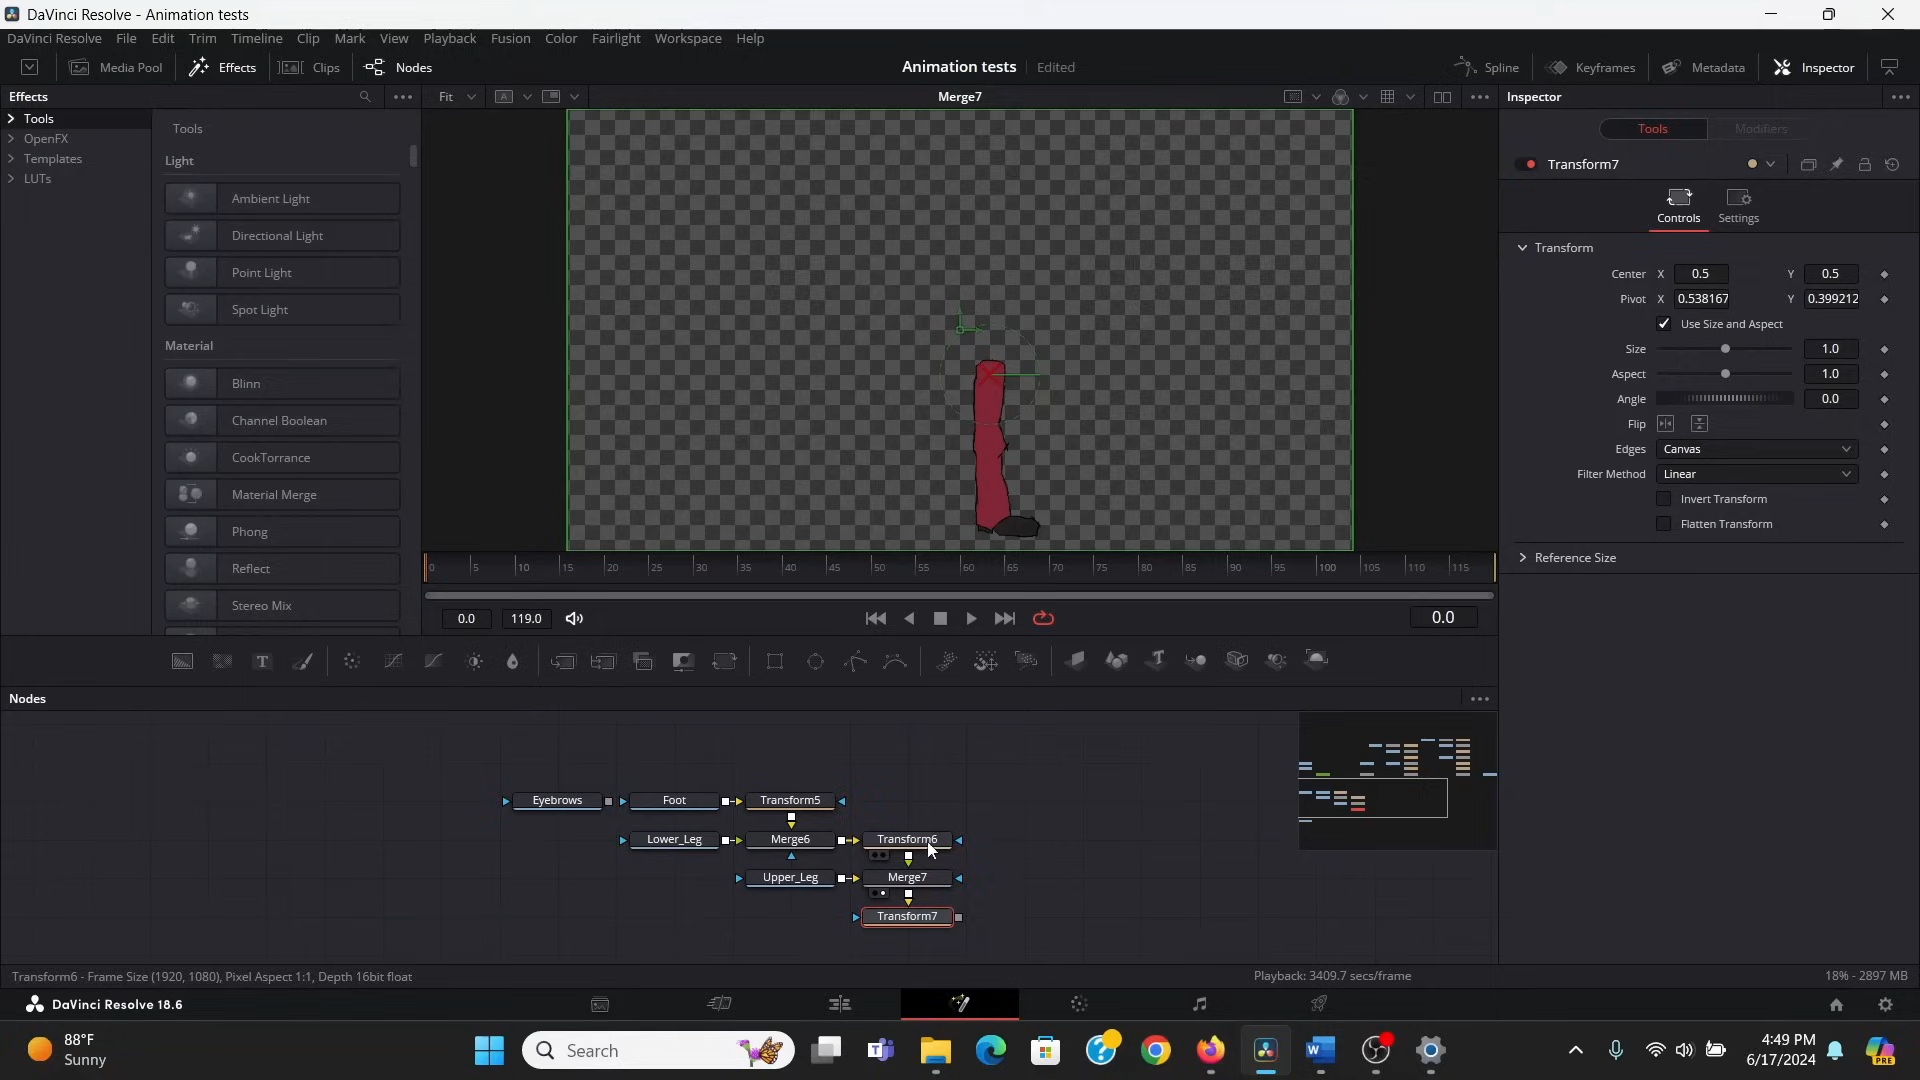 DaVinci Resolve - Animation tests
DaVinci Resolve File Edit Trim Timeline Clip Mark View Playback Fusion Color Fairlight Workspace Help
Media Pool Effects Clips Nodes Animation tests Edited Spline Keyframes Metadata Inspector
Effects Fit A Merge7 Inspector
Tools
OpenFX
Templates
LUTs
Tools
Light
Ambient Light
Directional Light
Point Light
Spot Light
Material
Blinn
Channel Boolean
CookTorrance
Material Merge
Phong
Reflect
Stereo Mix
Tools Modifiers
Transform7
Controls Settings
Transform
Center X 0.5 Y 0.5
Pivot X 0.538167 Y 0.399212
Use Size and Aspect
Size 1.0
Aspect 1.0
Angle 0.0
Flip
Edges Canvas
Filter Method Linear
Invert Transform
Flatten Transform
Reference Size
0 5 10 15 20 25 30 35 40 45 50 55 60 65 70 75 80 85 90 95 100 105 110 115
0.0 119.0 0.0
T T
Nodes
Eyebrows Foot Transform5
Lower_Leg Merge6 Transform6
Upper_Leg Merge7
Transform7
Transform6 - Frame Size (1920, 1080), Pixel Aspect 1:1, Depth 16bit float Playback: 3409.7 secs/frame 18% - 2897 MB
DaVinci Resolve 18.6
88°F
Sunny
Search
4:49 PM
6/17/2024
PRE